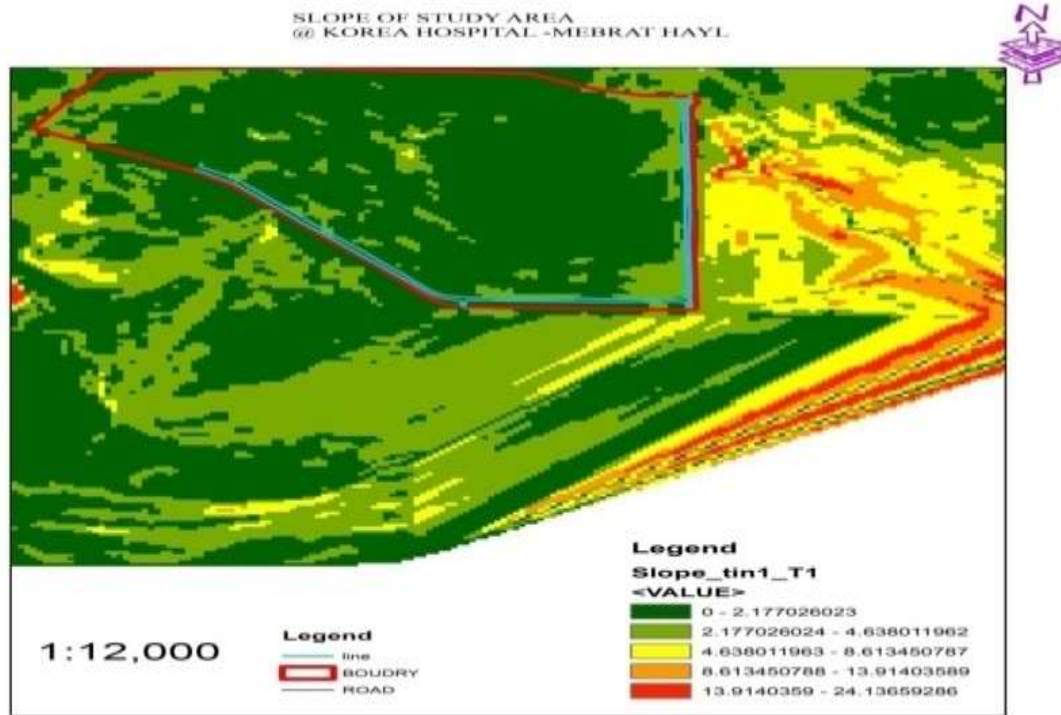 SLOPE OF STUDY AREA
@ KOREA HOSPITAL -MEBRAT HAYL
N
1:12,000
Legend
line
BOUDRY
ROAD
Legend
Slope_tin1_T1
<VALUE>
0 - 2.177026023
2.177026024 - 4.638011962
4.638011963 - 8.613450787
8.613450788 - 13.91403589
13.9140359 - 24.13659286